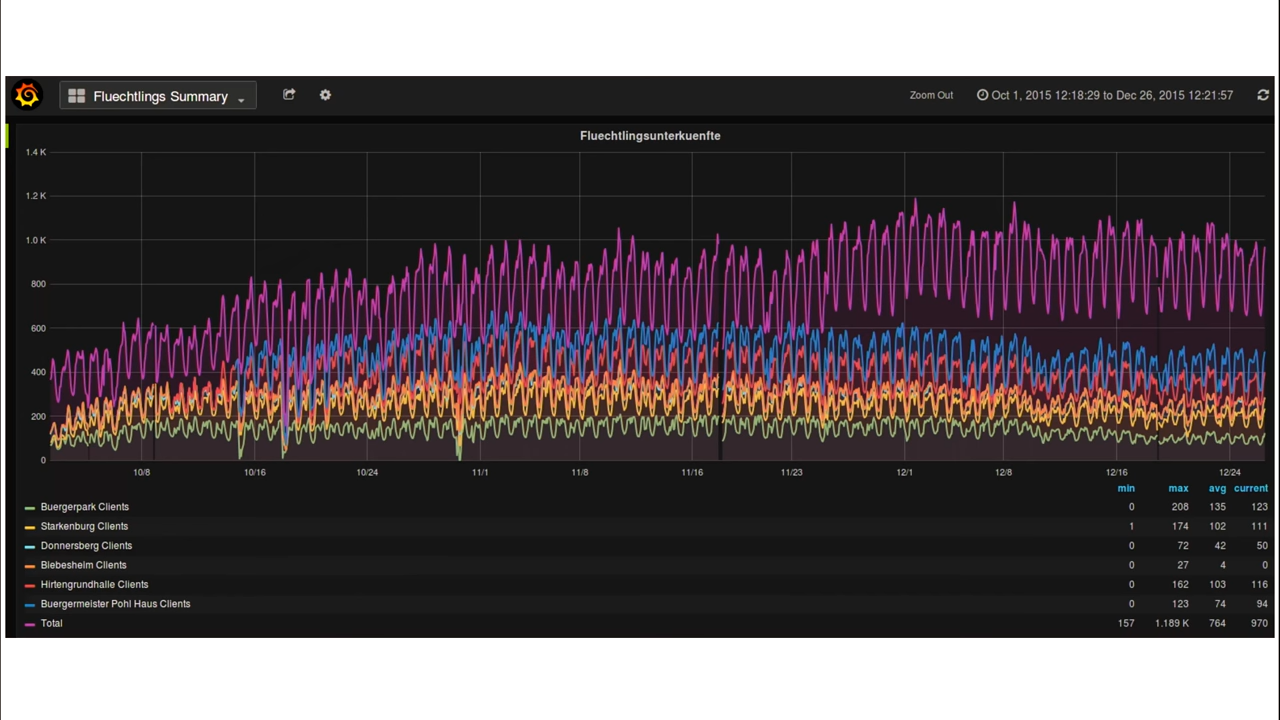 Fluechtlings Summary
Zoom Out Oct 1, 2015 12:18:29 to Dec 26, 2015 12:21:57
Fluechtlingsunterkuenfte
1.4 K
1.2 K
1.0 K
800
600
400
200
0
10/8 10/16 10/24 11/1 11/8 11/16 11/23 12/1 12/8 12/16 12/24
min max avg current
Buergerpark Clients 0 208 135 123
Starkenburg Clients 1 174 102 111
Donnersberg Clients 0 72 42 50
Biebesheim Clients 0 27 4 0
Hirtengrundhalle Clients 0 162 103 116
Buergermeister Pohl Haus Clients 0 123 74 94
Total 157 1.189 K 764 970